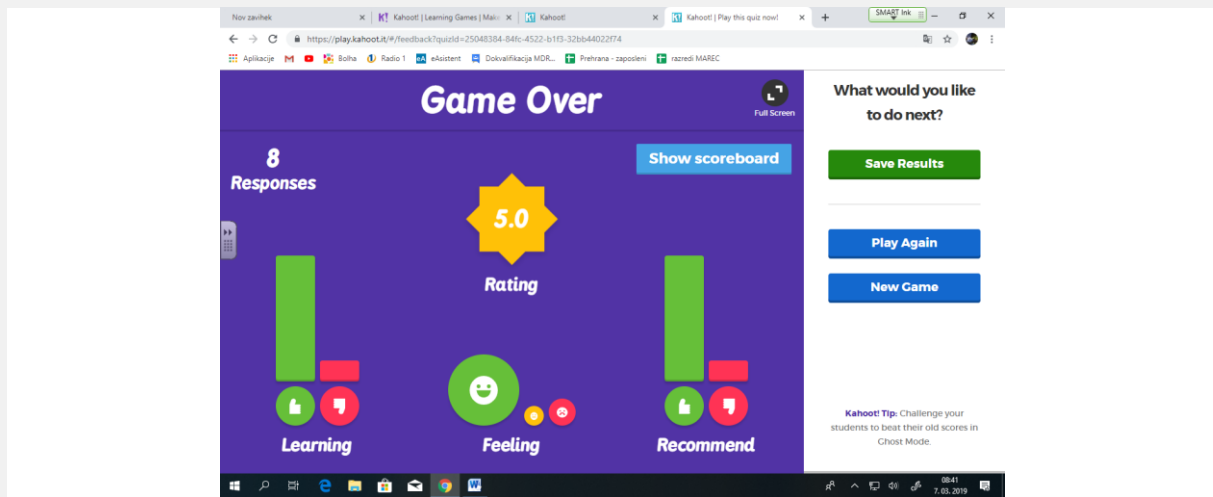 Nov zavihek
Kahoot! | Learning Games | Make
Kahoot!
Kahoot! | Play this quiz now!
SMART Ink
https://play.kahoot.it/#/feedback?quizId=25048384-84fc-4522-b1f3-32bb44022f74
Aplikacije
Bolha
Radio 1
eAsistent
Dokvalifikacija MDR...
Prehrana - zaposleni
razredi MAREC
Game Over
Full Screen
What would you like
to do next?
8
Responses
Show scoreboard
Save Results
5.0
Rating
Play Again
New Game
Learning
Feeling
Recommend
Kahoot! Tip: Challenge your
students to beat their old scores in
Ghost Mode.
08:41
7. 03. 2019